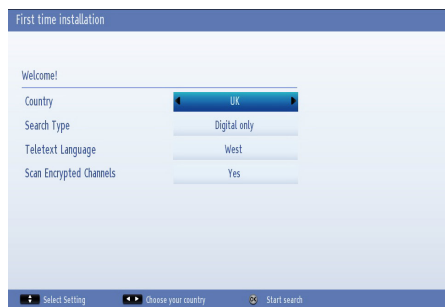 First time installation
Welcome!
Country UK
Search Type Digital only
Teletext Language West
Scan Encrypted Channels Yes
Select Setting Choose your country OK Start search